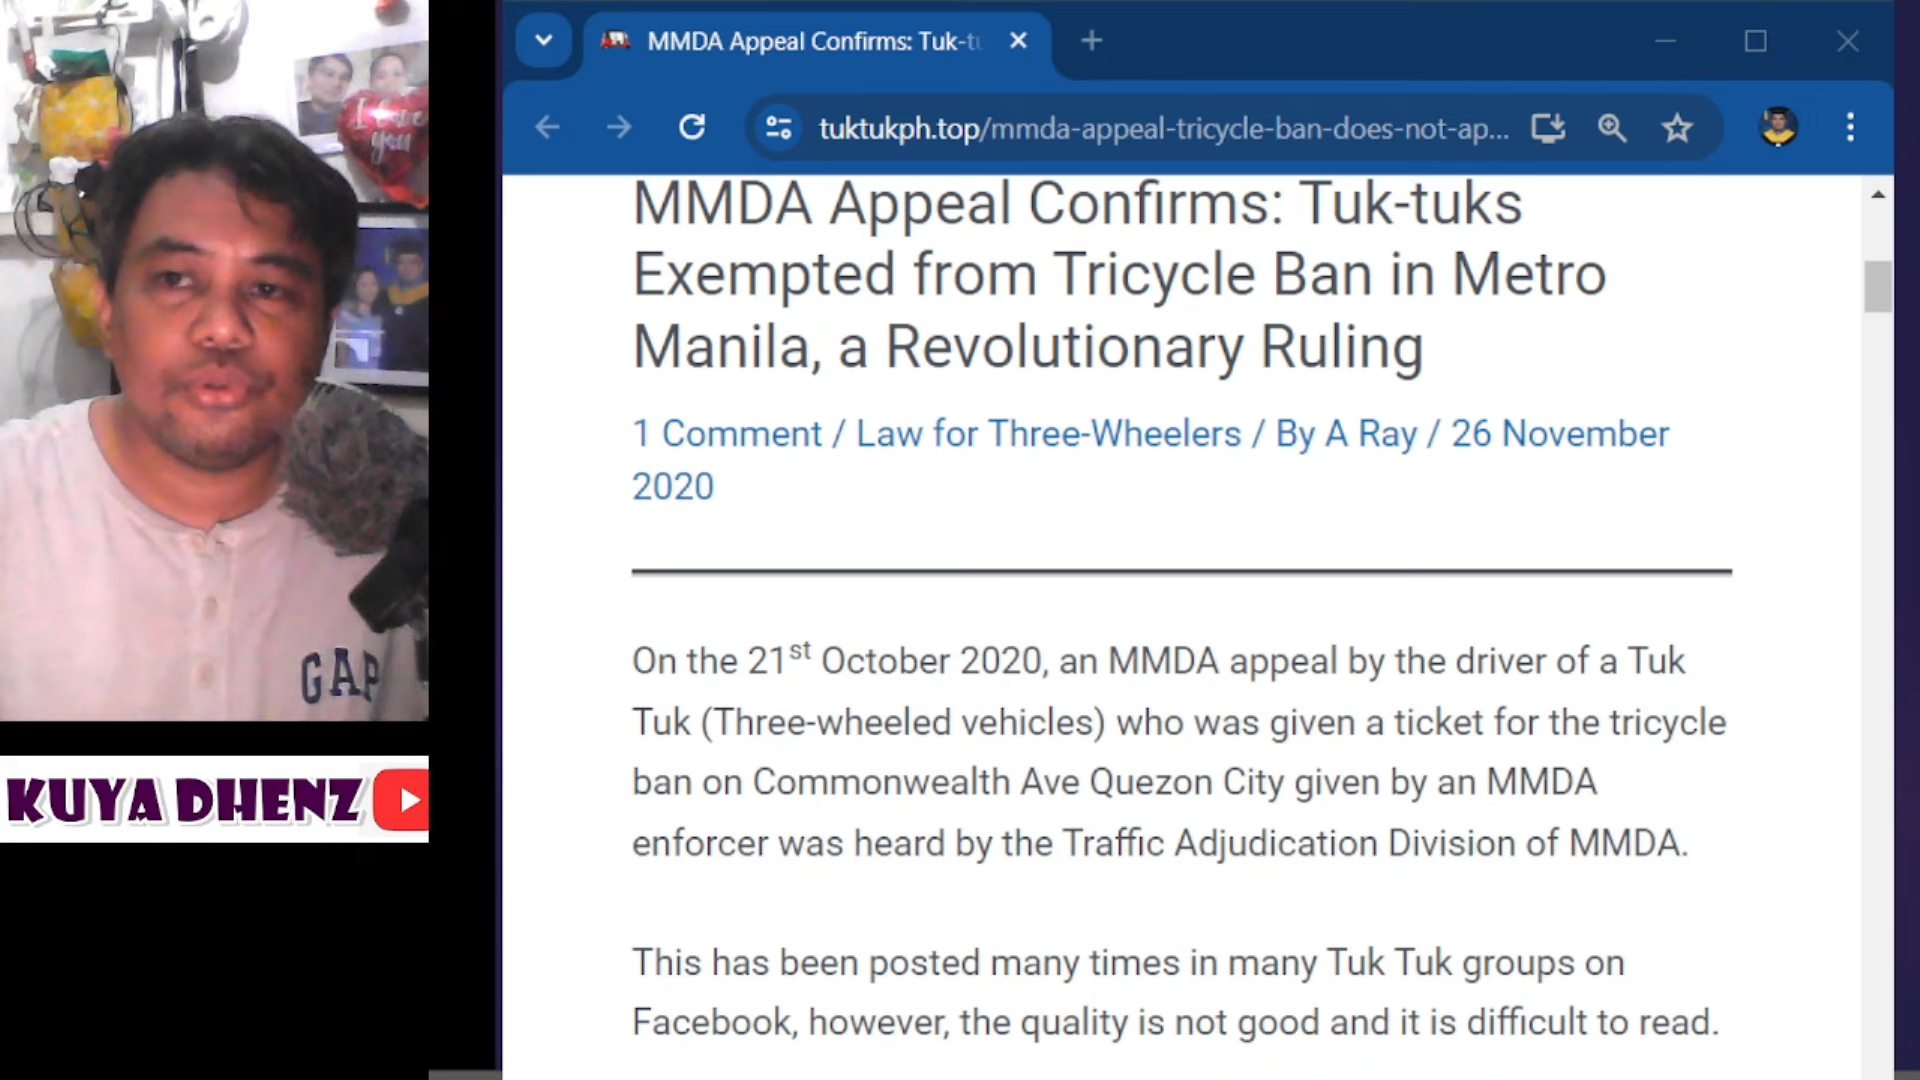 I Love
you
GAP
KUYA DHENZ
MMDA Appeal Confirms: Tuk-tu
tuktukph.top/mmda-appeal-tricycle-ban-does-not-ap...
MMDA Appeal Confirms: Tuk-tuks
Exempted from Tricycle Ban in Metro
Manila, a Revolutionary Ruling
1 Comment / Law for Three-Wheelers / By A Ray / 26 November
2020
On the 21st October 2020, an MMDA appeal by the driver of a Tuk
Tuk (Three-wheeled vehicles) who was given a ticket for the tricycle
ban on Commonwealth Ave Quezon City given by an MMDA
enforcer was heard by the Traffic Adjudication Division of MMDA.
This has been posted many times in many Tuk Tuk groups on
Facebook, however, the quality is not good and it is difficult to read.